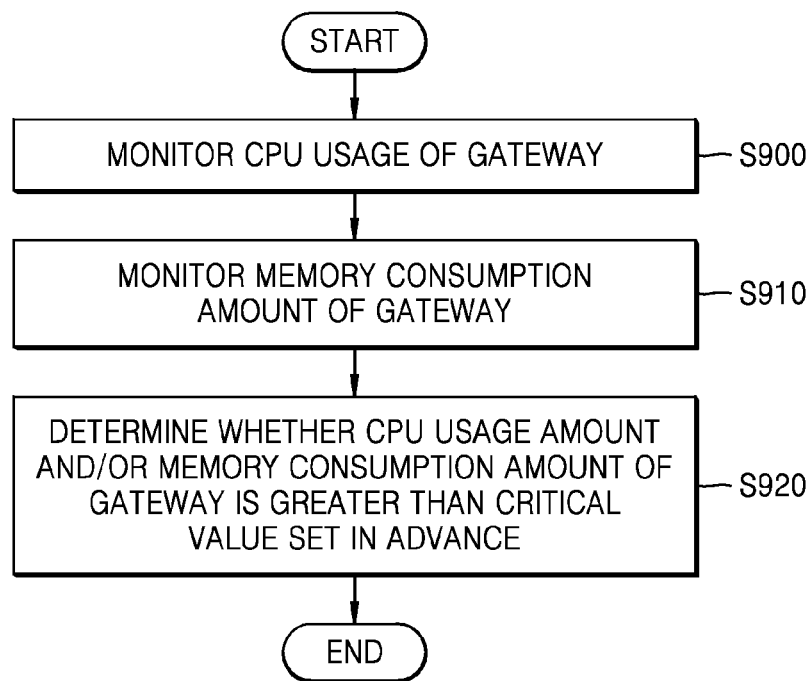 START
MONITOR CPU USAGE OF GATEWAY
S900
MONITOR MEMORY CONSUMPTION
AMOUNT OF GATEWAY
S910
DETERMINE WHETHER CPU USAGE AMOUNT
AND/OR MEMORY CONSUMPTION AMOUNT OF
GATEWAY IS GREATER THAN CRITICAL
VALUE SET IN ADVANCE
S920
END